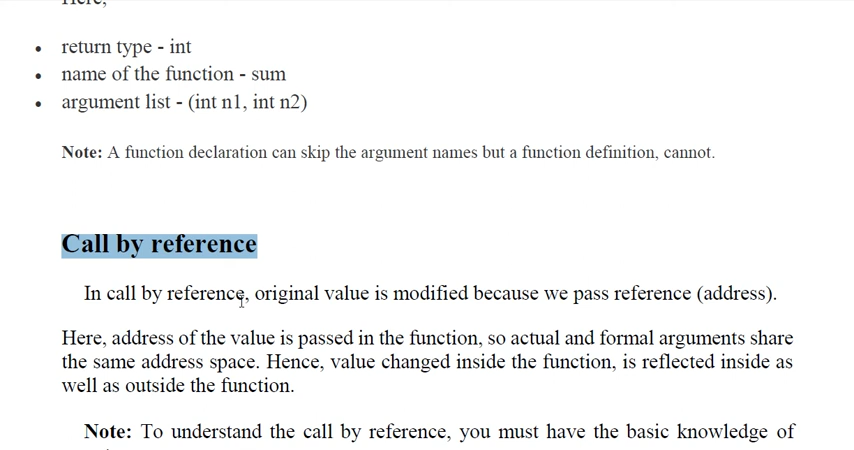 Here,
• return type - int
• name of the function - sum
• argument list - (int n1, int n2)
Note: A function declaration can skip the argument names but a function definition, cannot.
Call by reference
In call by reference, original value is modified because we pass reference (address).
Here, address of the value is passed in the function, so actual and formal arguments share
the same address space. Hence, value changed inside the function, is reflected inside as
well as outside the function.
Note: To understand the call by reference, you must have the basic knowledge of